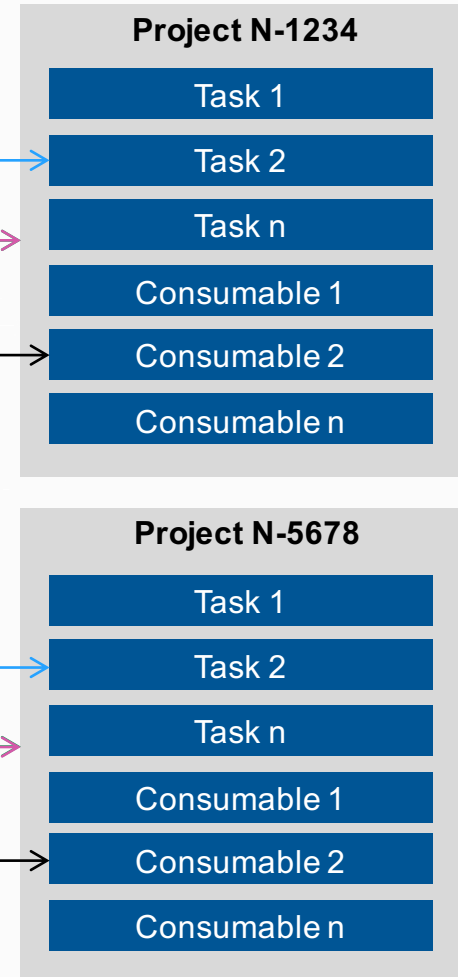 Project N-1234
Task 1
Task 2
Task n
Consumable 1
Consumable 2
Consumable n
Project N-5678
Task 1
Task 2
Task n
Consumable 1
Consumable 2
Consumable n